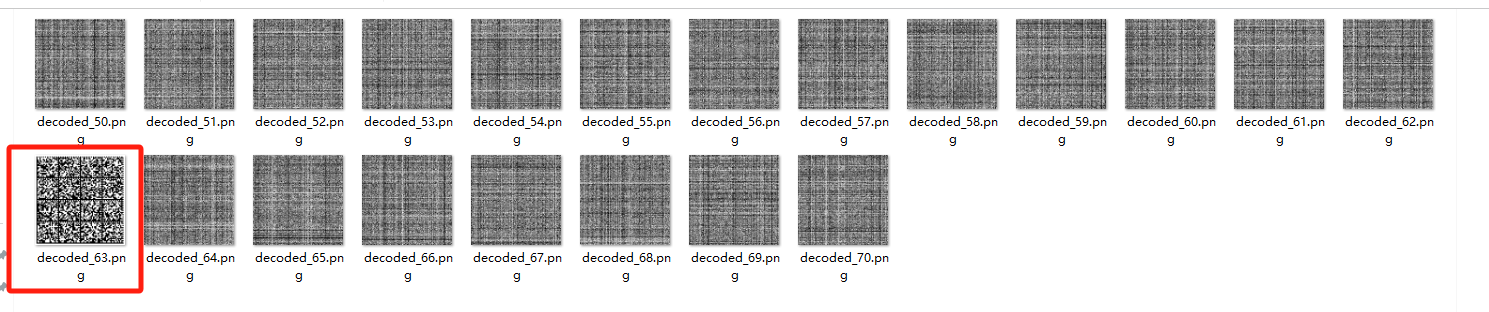 decoded_50.pn decoded_51.pn decoded_52.pn decoded_53.pn decoded_54.pn decoded_55.pn decoded_56.pn decoded_57.pn decoded_58.pn decoded_59.pn decoded_60.pn decoded_61.pn decoded_62.pn
g g g g g g g g g g g g g
decoded_63.pn decoded_64.pn decoded_65.pn decoded_66.pn decoded_67.pn decoded_68.pn decoded_69.pn decoded_70.pn
g g g g g g g g